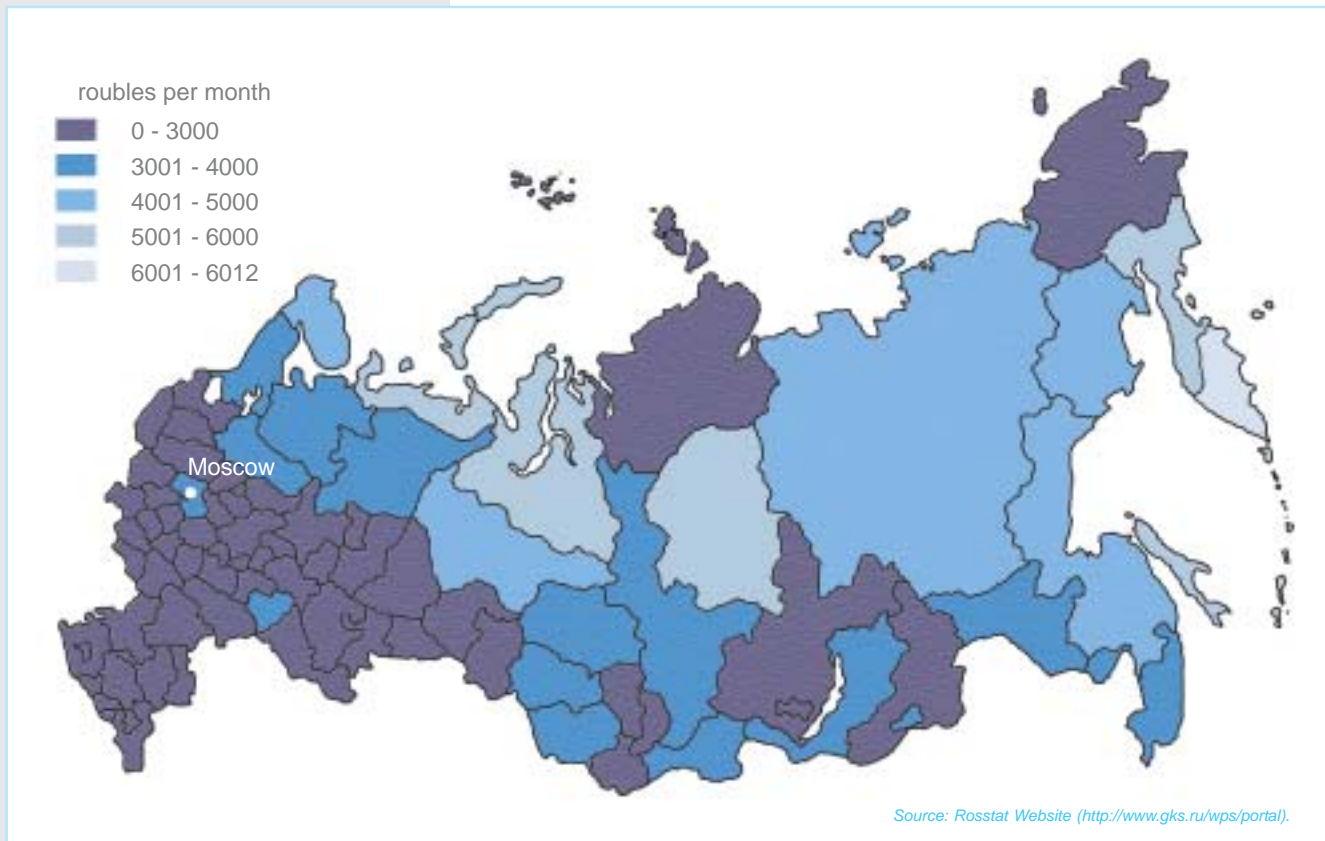 roubles per month
0 - 3000
3001 - 4000
4001 - 5000
5001 - 6000
6001 - 6012
Moscow
Source: Rosstat Website (http://www.gks.ru/wps/portal).